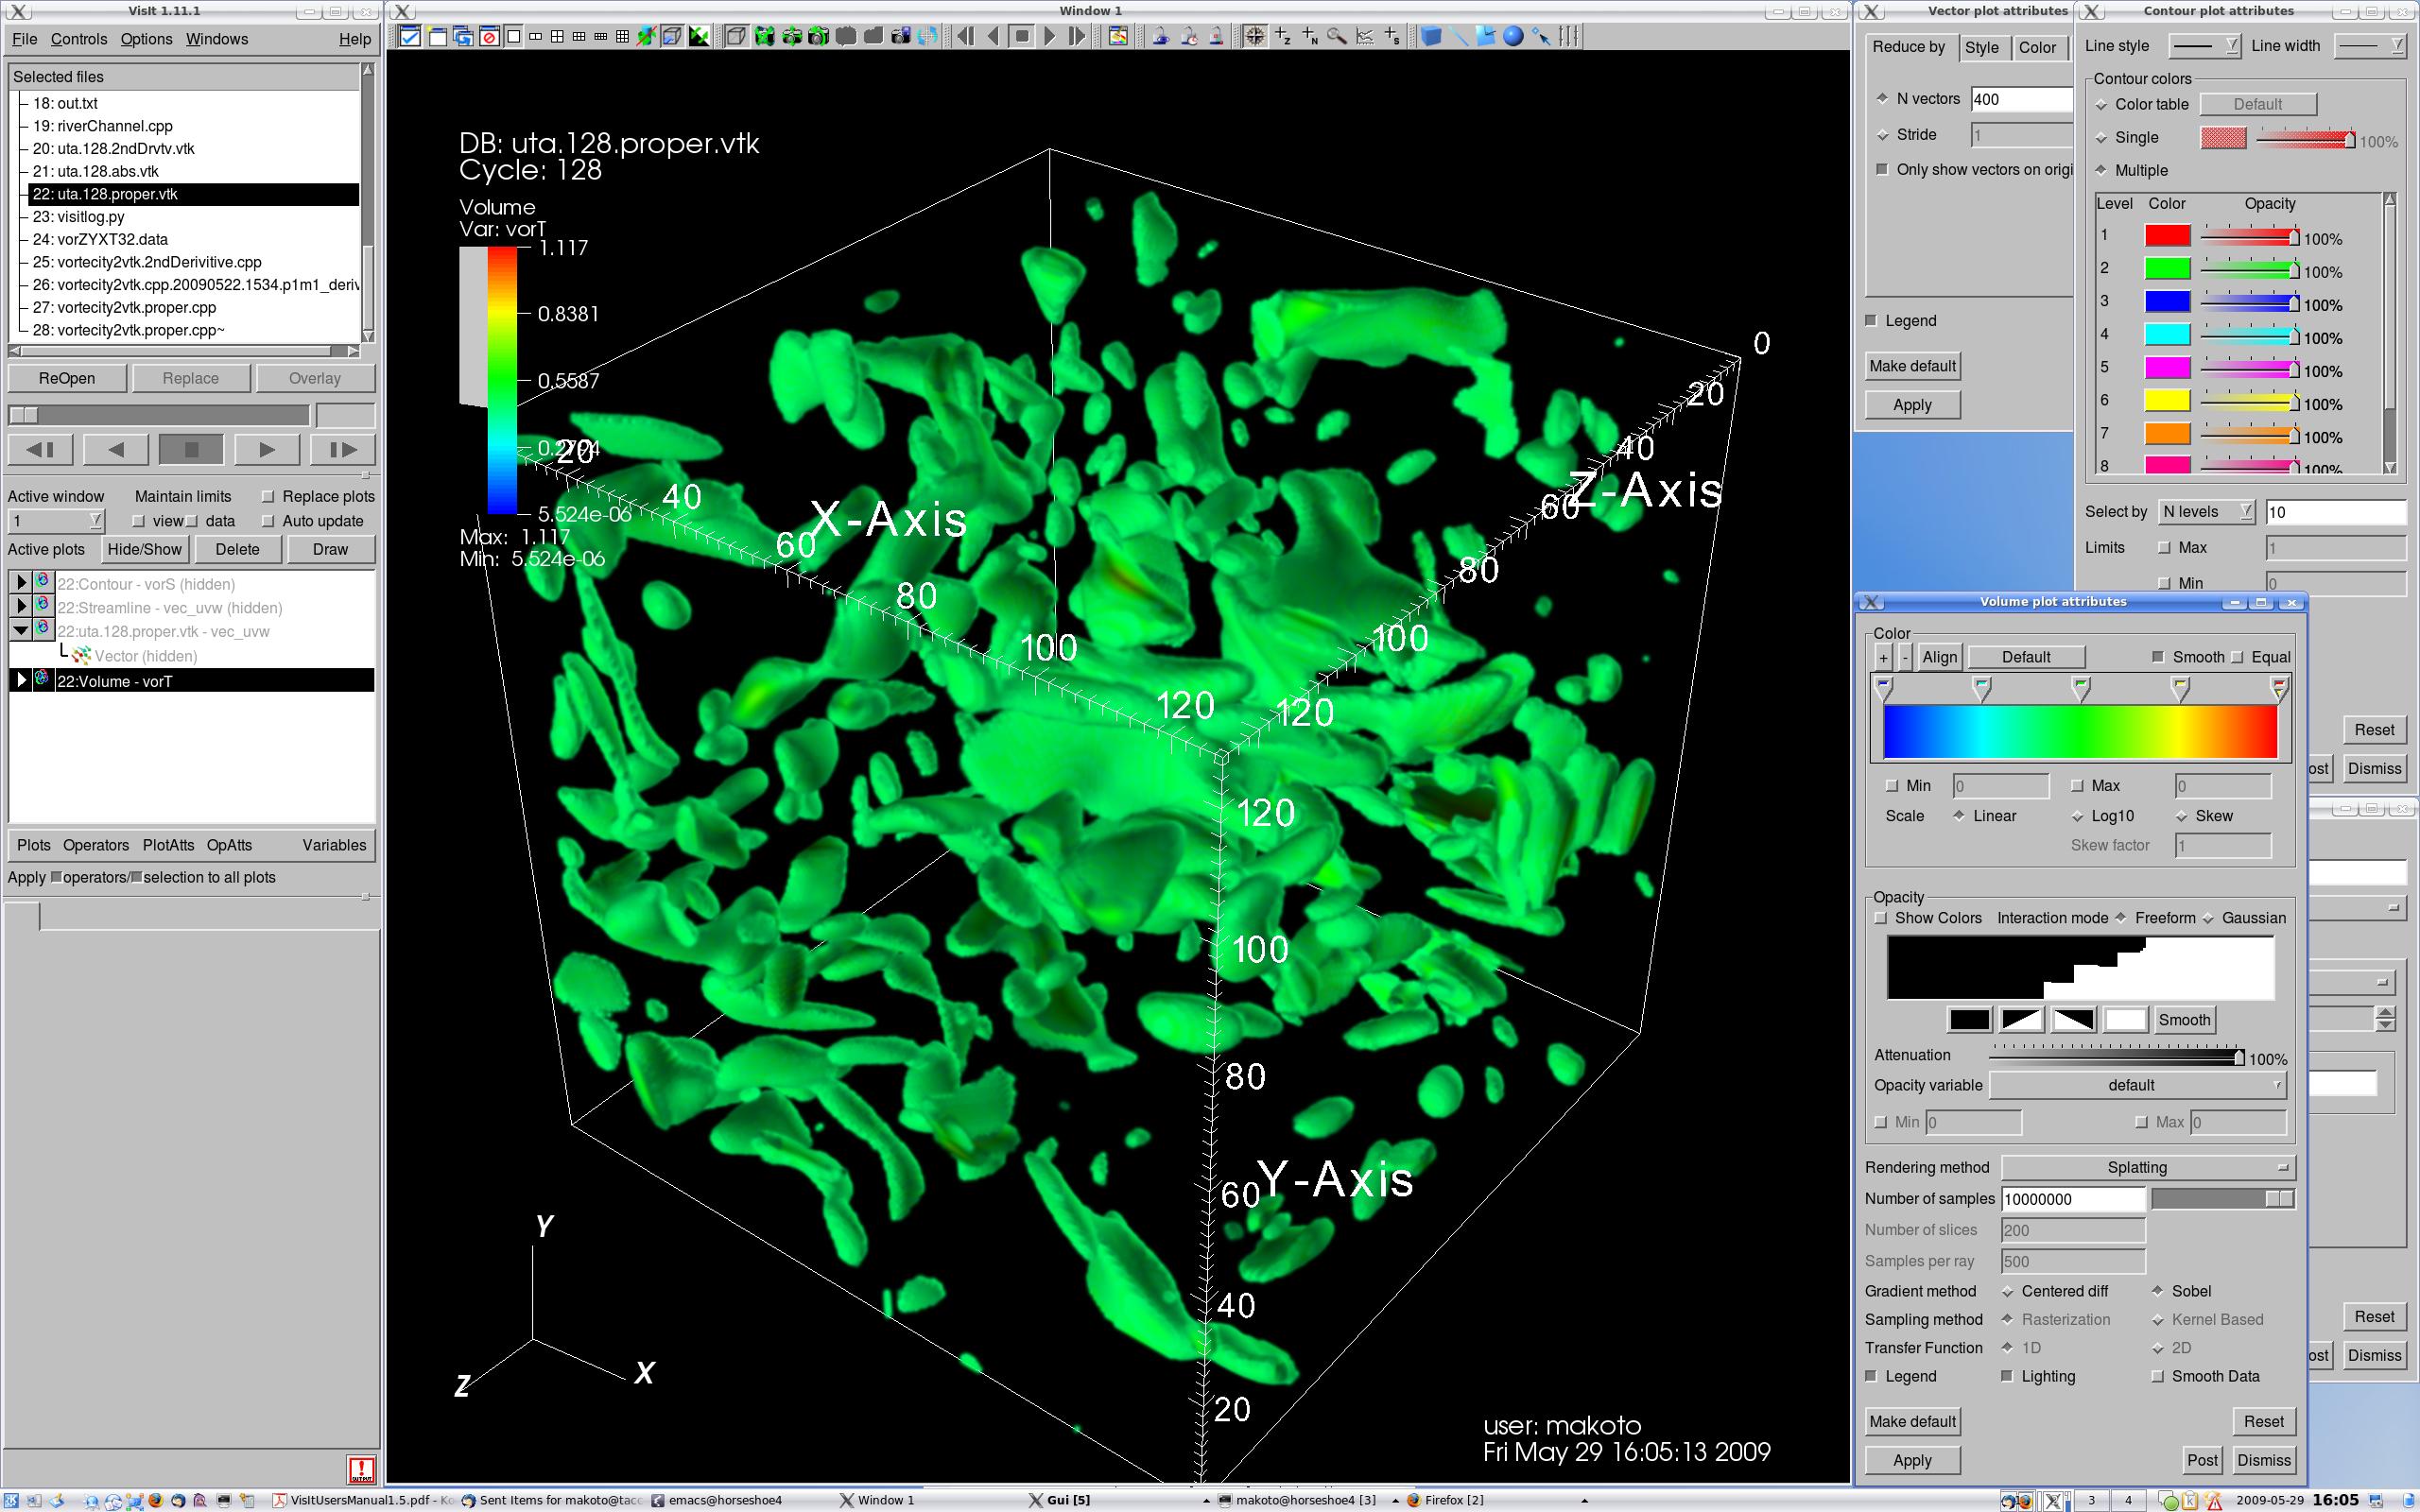 VisIt 1.11.1
File Controls Options Windows Help
Selected files
18: out.txt
19: riverChannel.cpp
20: uta.128.2ndDrvtv.vtk
21: uta.128.abs.vtk
22: uta.128.proper.vtk
23: visitlog.py
24: vorZYXT32.data
25: vortecity2vtk.2ndDerivitive.cpp
26: vortecity2vtk.cpp.20090522.1534.p1m1_deriv
27: vortecity2vtk.proper.cpp
28: vortecity2vtk.proper.cpp~
ReOpen Replace Overlay
Active window Maintain limits Replace plots
1 view data Auto update
Active plots Hide/Show Delete Draw
22:Contour - vorS (hidden)
22:Streamline - vec_uvw (hidden)
22:uta.128.proper.vtk - vec_uvw
Vector (hidden)
22:Volume - vorT
Plots Operators PlotAtts OpAtts Variables
Apply operators/ selection to all plots
Window 1
DB: uta.128.proper.vtk
Cycle: 128
Volume
Var: vorT
1.117
0.8381
0.5587
0.2794
5.524e-06
Max: 1.117
Min: 5.524e-06
20
40
60
X-Axis
80
100
120
0
20
40
Z-Axis
60
80
100
120
120
100
80
60
Y-Axis
40
20
Y
X
Z
user: makoto
Fri May 29 16:05:13 2009
Vector plot attributes
Reduce by Style Color
N vectors 400
Stride 1
Only show vectors on origi
Legend
Make default
Apply
Contour plot attributes
Line style Line width
Contour colors
Color table Default
Single 100%
Multiple
Level Color Opacity
1 100%
2 100%
3 100%
4 100%
5 100%
6 100%
7 100%
8 100%
Select by N levels 10
Limits Max 1
Min 0
Reset
ost Dismiss
Volume plot attributes
Color
+ - Align Default Smooth Equal
Min 0 Max 0
Scale Linear Log10 Skew
Skew factor 1
Opacity
Show Colors Interaction mode Freeform Gaussian
Smooth
Attenuation 100%
Opacity variable default
Min 0 Max 0
Rendering method Splatting
Number of samples 10000000
Number of slices 200
Samples per ray 500
Gradient method Centered diff Sobel
Sampling method Rasterization Kernel Based
Transfer Function 1D 2D
Legend Lighting Smooth Data
Make default Reset
Apply Post Dismiss
Reset
ost Dismiss
VisItUsersManual1.5.pdf - Ko Sent Items for makoto@tacc emacs@horseshoe4 Window 1 Gui [5] makoto@horseshoe4 [3] Firefox [2] 3 4 2009-05-29 16:05